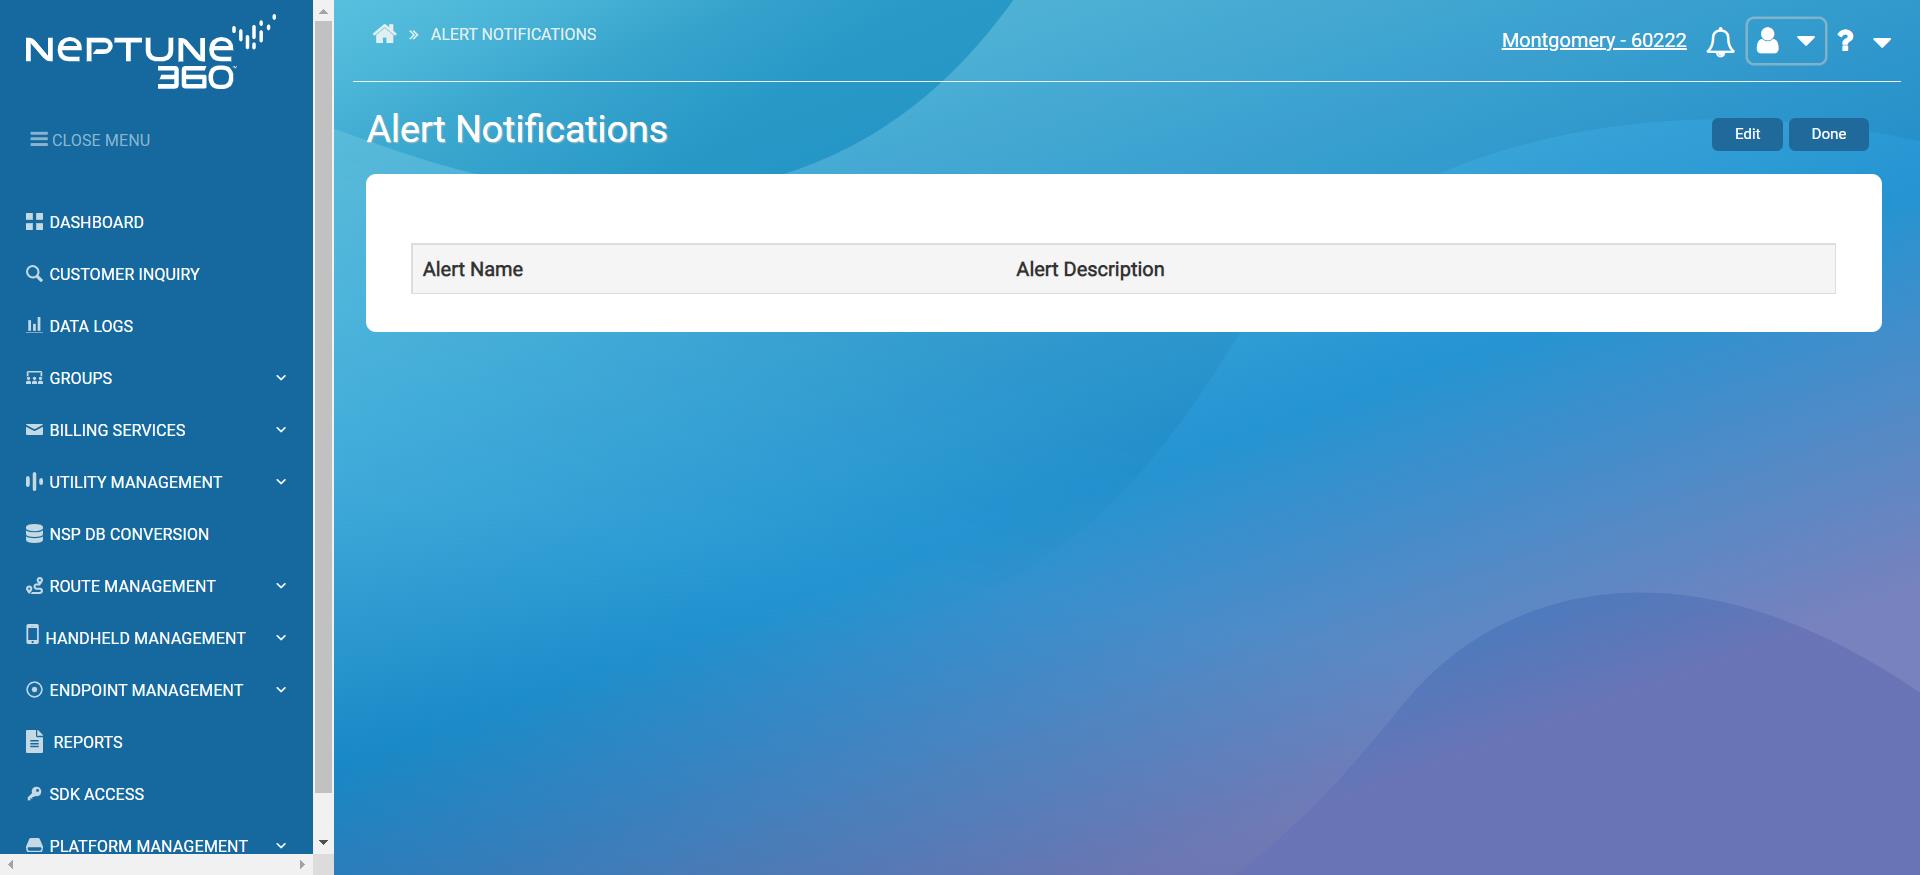 NEPTUNE
360
CLOSE MENU
DASHBOARD
CUSTOMER INQUIRY
DATA LOGS
GROUPS
BILLING SERVICES
UTILITY MANAGEMENT
NSP DB CONVERSION
ROUTE MANAGEMENT
HANDHELD MANAGEMENT
ENDPOINT MANAGEMENT
REPORTS
SDK ACCESS
PLATFORM MANAGEMENT
» ALERT NOTIFICATIONS
Montgomery - 60222
?
Alert Notifications
Edit
Done
Alert Name
Alert Description